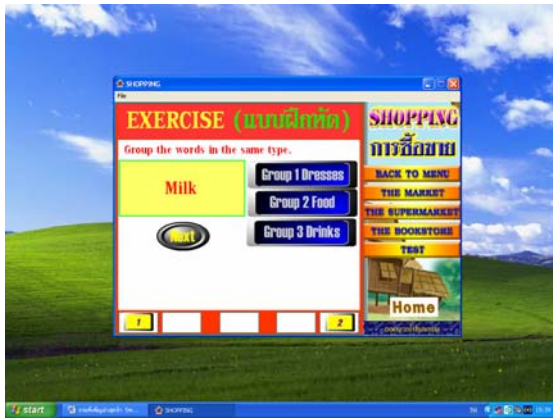 SHOPPING
File
EXERCISE (แบบฝึกหัด)
Group the words in the same type.
Milk
Group 1 Dresses
Group 2 Food
Group 3 Drinks
Next
1
2
SHOPPING
การซื้อขาย
BACK TO MENU
THE MARKET
THE SUPERMARKET
THE BOOKSTORE
TEST
Home
start
SHOPPING